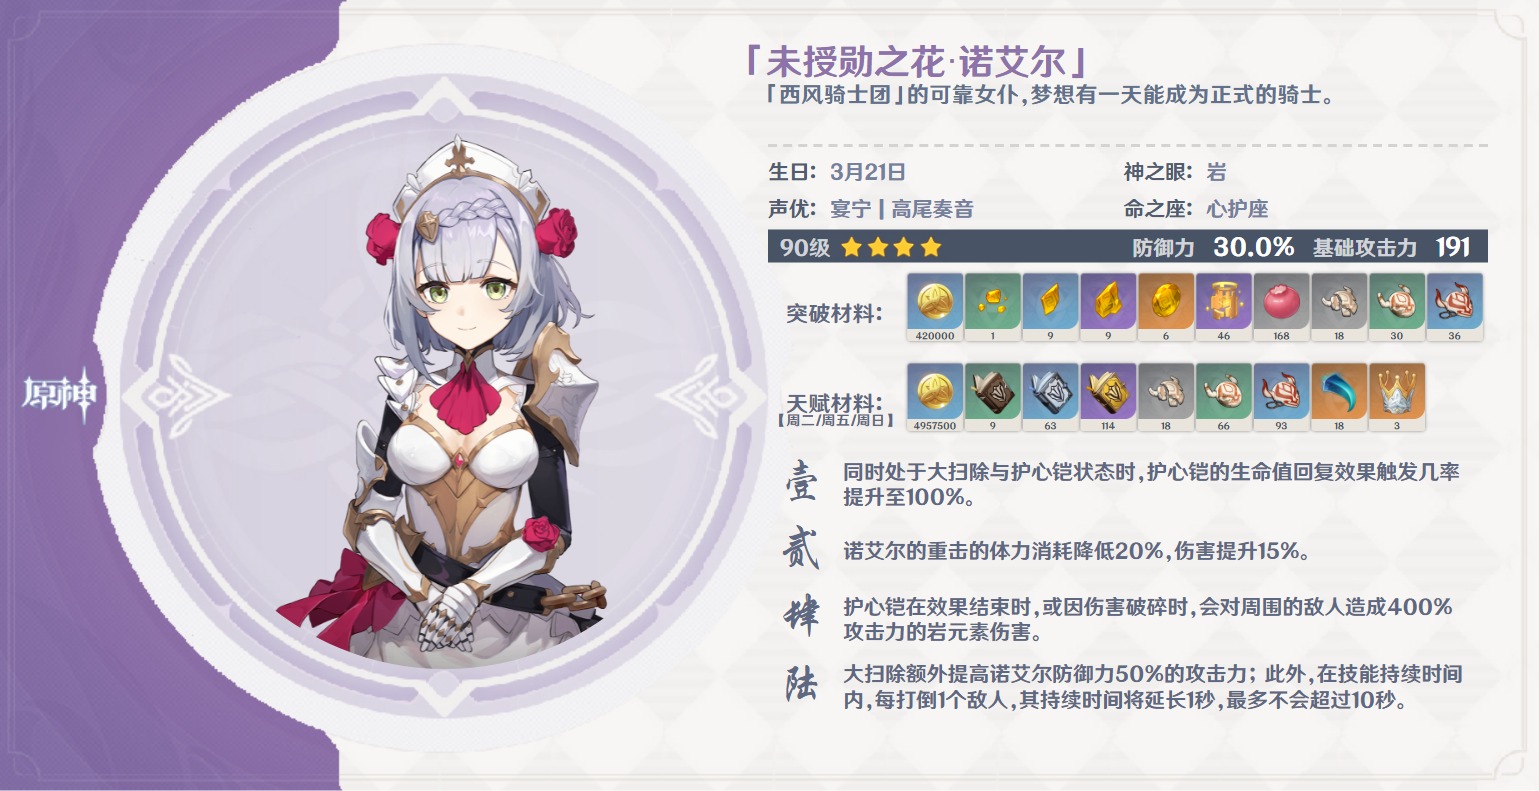 原神
「未授勋之花·诺艾尔」
「西风骑士团」的可靠女仆,梦想有一天能成为正式的骑士。
生日: 3月21日 神之眼: 岩
声优: 宴宁 | 高尾奏音 命之座: 心护座
90级 防御力 30.0% 基础攻击力 191
突破材料:
420000 1 9 9 6 46 168 18 30 36
天赋材料:
【周二/周五/周日】
4957500 9 63 114 18 66 93 18 3
壹 同时处于大扫除与护心铠状态时,护心铠的生命值回复效果触发几率
提升至100%。
贰 诺艾尔的重击的体力消耗降低20%,伤害提升15%。
肆 护心铠在效果结束时,或因伤害破碎时,会对周围的敌人造成400%
攻击力的岩元素伤害。
陆 大扫除额外提高诺艾尔防御力50%的攻击力; 此外,在技能持续时间
内,每打倒1个敌人,其持续时间将延长1秒,最多不会超过10秒。